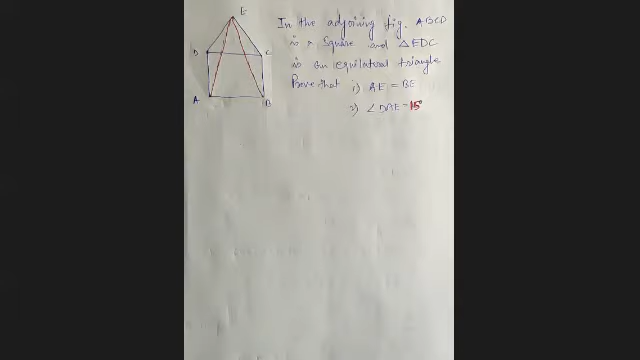 E
D
C
A
B
In the adjoining fig. ABCD
is a Square and △EDC
is an equilateral triangle
Prove that i) AE = BE
2) ∠DAE = 15°